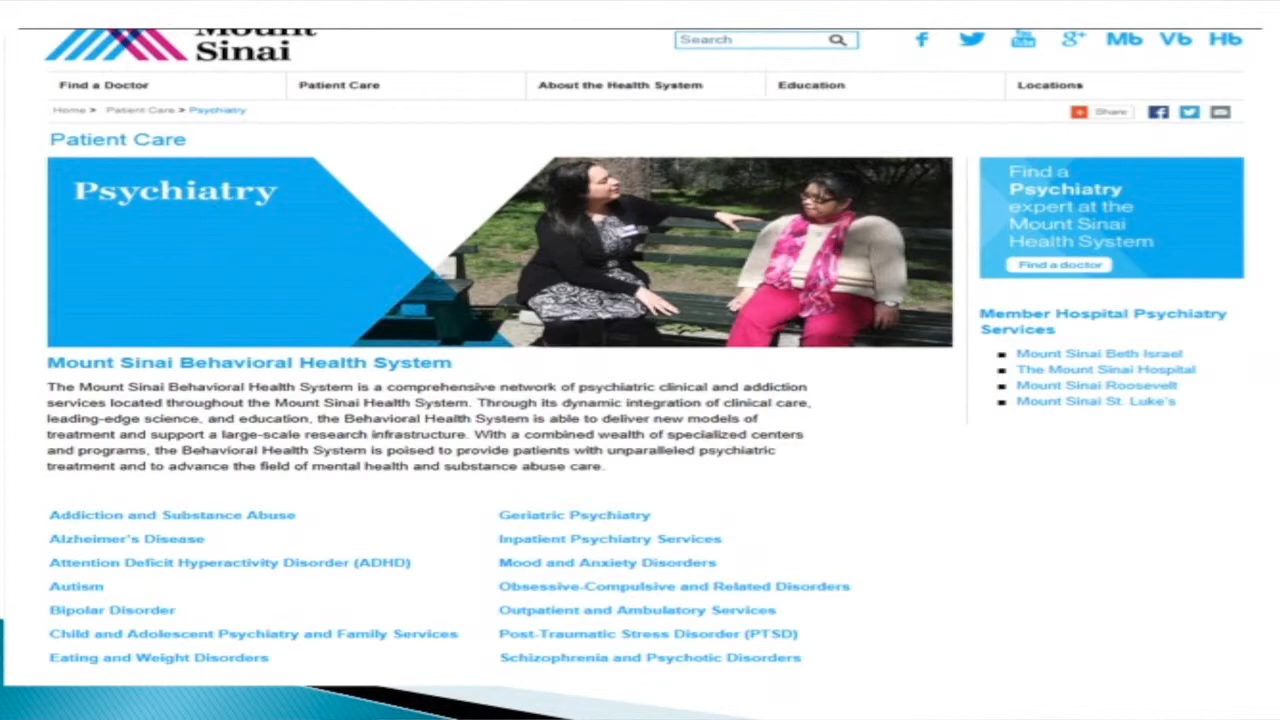 Mount
Sinai
Search
f
You
Tube
g+
Mb
Vb
Hb
Find a Doctor
Patient Care
About the Health System
Education
Locations
Home > Patient Care > Psychiatry
Share
Patient Care
Psychiatry
Find a
Psychiatry
expert at the
Mount Sinai
Health System
Find a doctor
Member Hospital Psychiatry
Services
Mount Sinai Beth Israel
The Mount Sinai Hospital
Mount Sinai Roosevelt
Mount Sinai St. Luke's
Mount Sinai Behavioral Health System
The Mount Sinai Behavioral Health System is a comprehensive network of psychiatric clinical and addiction
services located throughout the Mount Sinai Health System. Through its dynamic integration of clinical care,
leading-edge science, and education, the Behavioral Health System is able to deliver new models of
treatment and support a large-scale research infrastructure. With a combined wealth of specialized centers
and programs, the Behavioral Health System is poised to provide patients with unparalleled psychiatric
treatment and to advance the field of mental health and substance abuse care.
Addiction and Substance Abuse
Alzheimer's Disease
Attention Deficit Hyperactivity Disorder (ADHD)
Autism
Bipolar Disorder
Child and Adolescent Psychiatry and Family Services
Eating and Weight Disorders
Geriatric Psychiatry
Inpatient Psychiatry Services
Mood and Anxiety Disorders
Obsessive-Compulsive and Related Disorders
Outpatient and Ambulatory Services
Post-Traumatic Stress Disorder (PTSD)
Schizophrenia and Psychotic Disorders